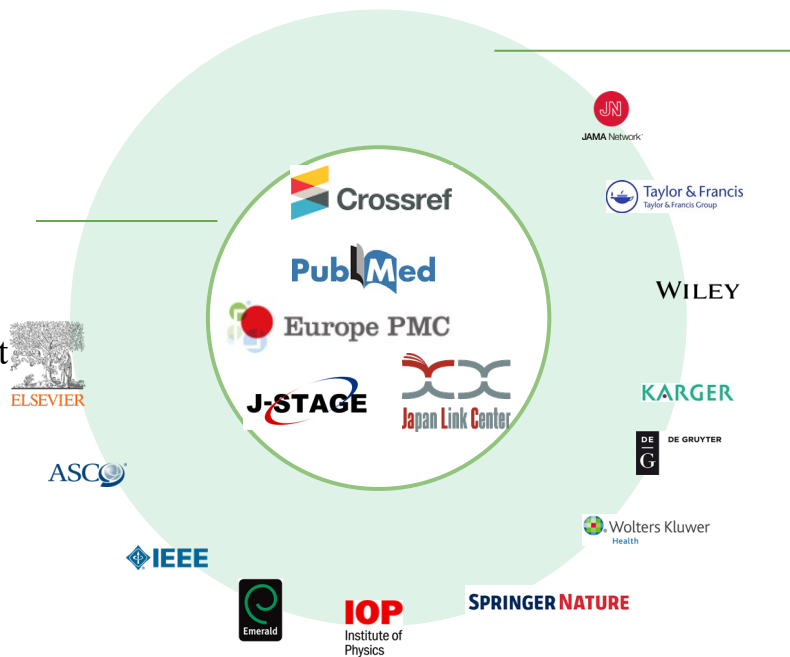 JN
JAMA Network
Crossref
Taylor & Francis
Taylor & Francis Group
PubMed
WILEY
Europe PMC
t
ELSEVIER
J-STAGE
Japan Link Center
KARGER
DE
G
DE GRUYTER
ASCO
Wolters Kluwer
Health
IEEE
Emerald
IOP
Institute of
Physics
SPRINGER NATURE